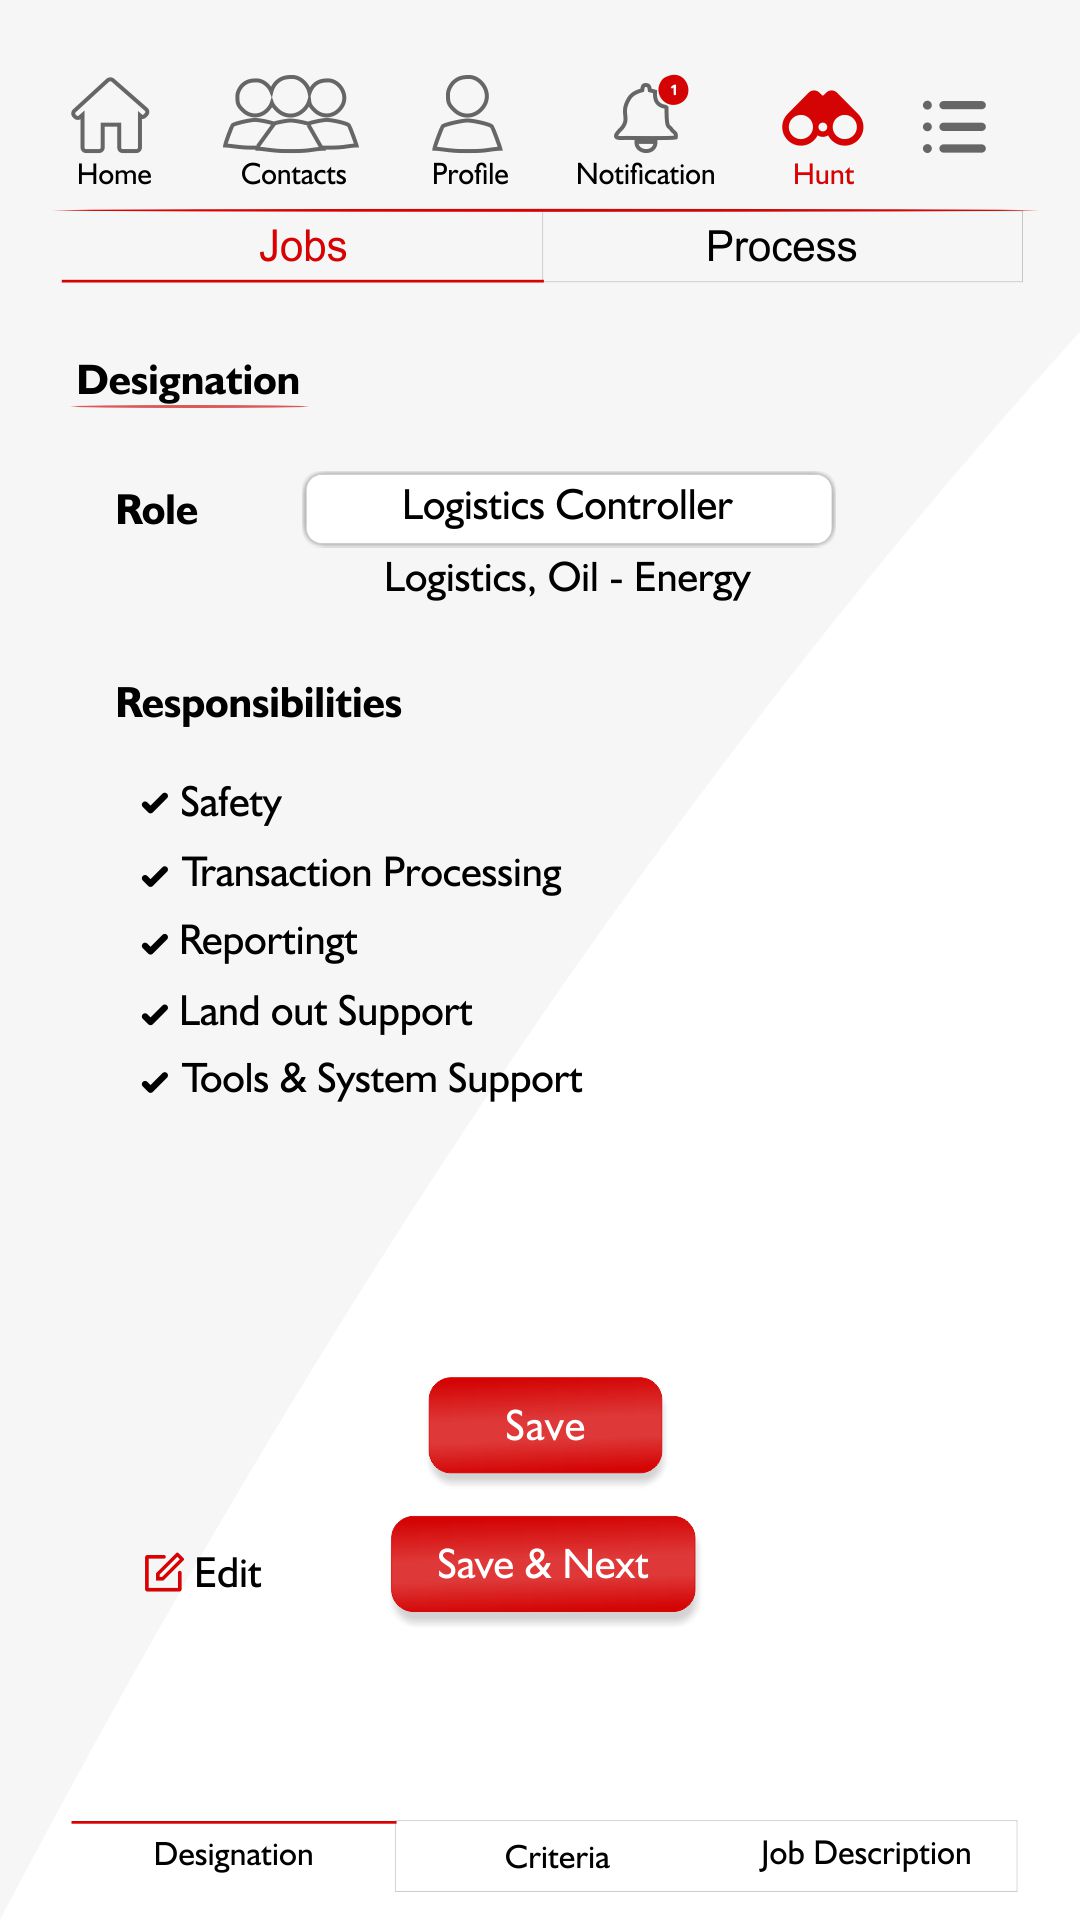 1
Home Contacts Profile Notification Hunt
Jobs Process
Designation
Role Logistics Controller
Logistics, Oil - Energy
Responsibilities
Safety
Transaction Processing
Reportingt
Land out Support
Tools & System Support
Save
Save & Next
Edit
Designation Criteria Job Description